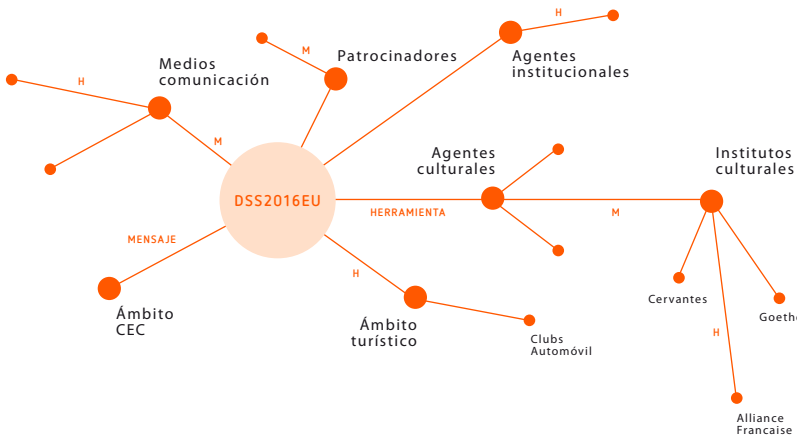 H
M
Patrocinadores
Agentes
institucionales
Medios
comunicación
H
M
Agentes
culturales
Institutos
culturales
DSS2016EU
HERRAMIENTA
M
MENSAJE
H
Cervantes
Goethe
Ámbito
CEC
Ámbito
turístico
Clubs
Automóvil
H
Alliance
Française